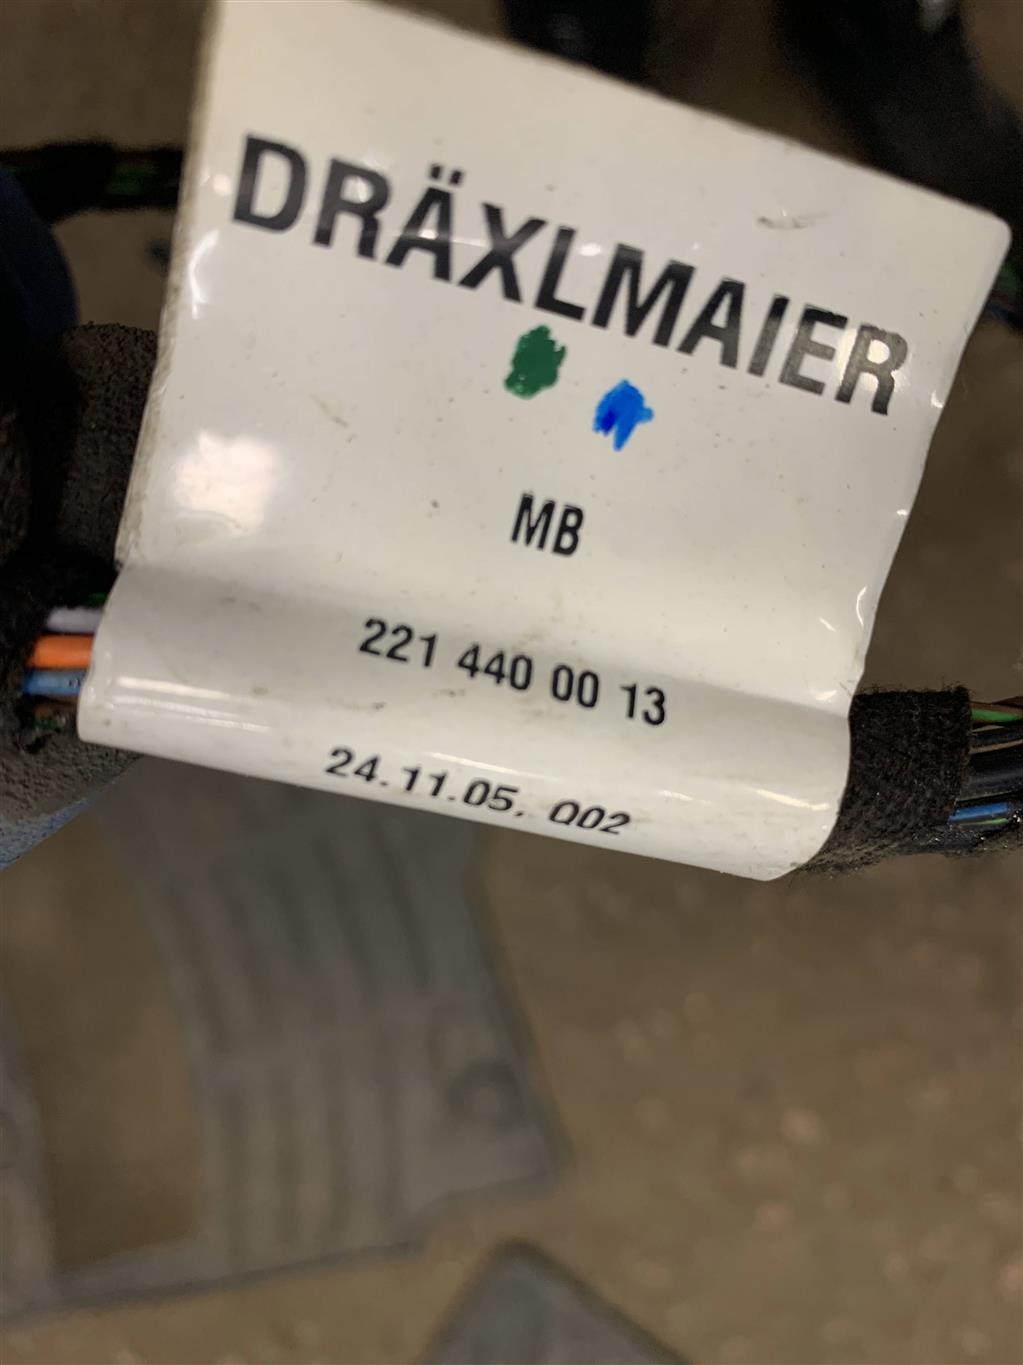 DRÄXLMAIER
MB
221 440 00 13
24.11.05. Q02